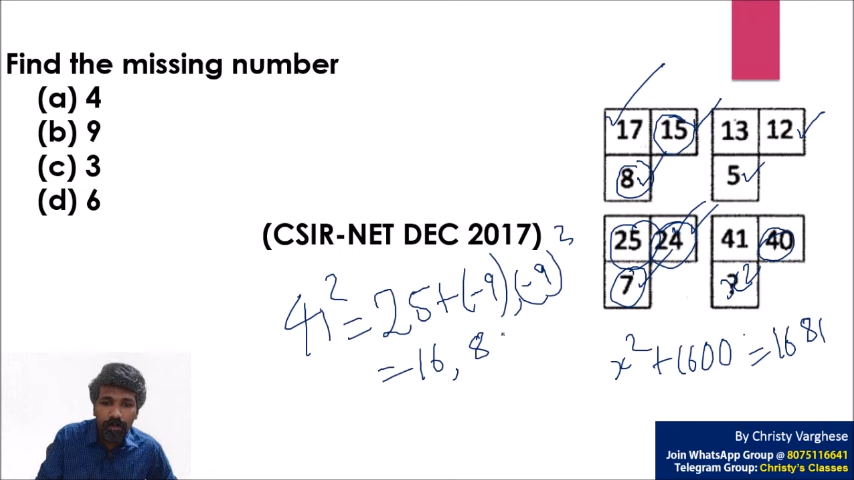 Find the missing number
(a) 4
(b) 9
(c) 3
(d) 6
(CSIR-NET DEC 2017)
17 15
8
13 12
5
25 24
7
41 40
41² = 25+(-9),(-9)²
= 16, 8
x² + 1600 = 1681
By Christy Varghese
Join WhatsApp Group @ 8075116641
Telegram Group: Christy's Classes